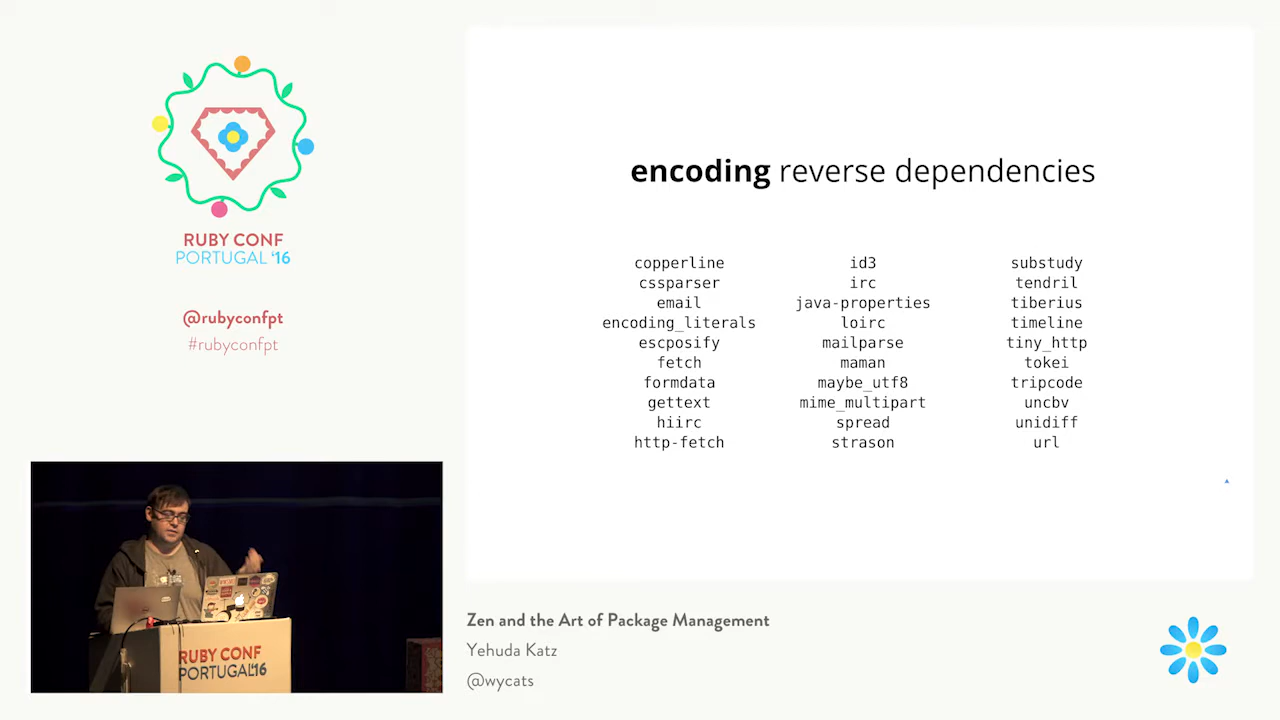 RUBY CONF
PORTUGAL ‘16
@rubyconfpt
#rubyconfpt
encoding reverse dependencies
copperline
cssparser
email
encoding_literals
escposify
fetch
formdata
gettext
hiirc
http-fetch
id3
irc
java-properties
loirc
mailparse
maman
maybe_utf8
mime_multipart
spread
strason
substudy
tendril
tiberius
timeline
tiny_http
tokei
tripcode
uncbv
unidiff
url
RUBY CONF
PORTUGAL'16
Zen and the Art of Package Management
Yehuda Katz
@wycats